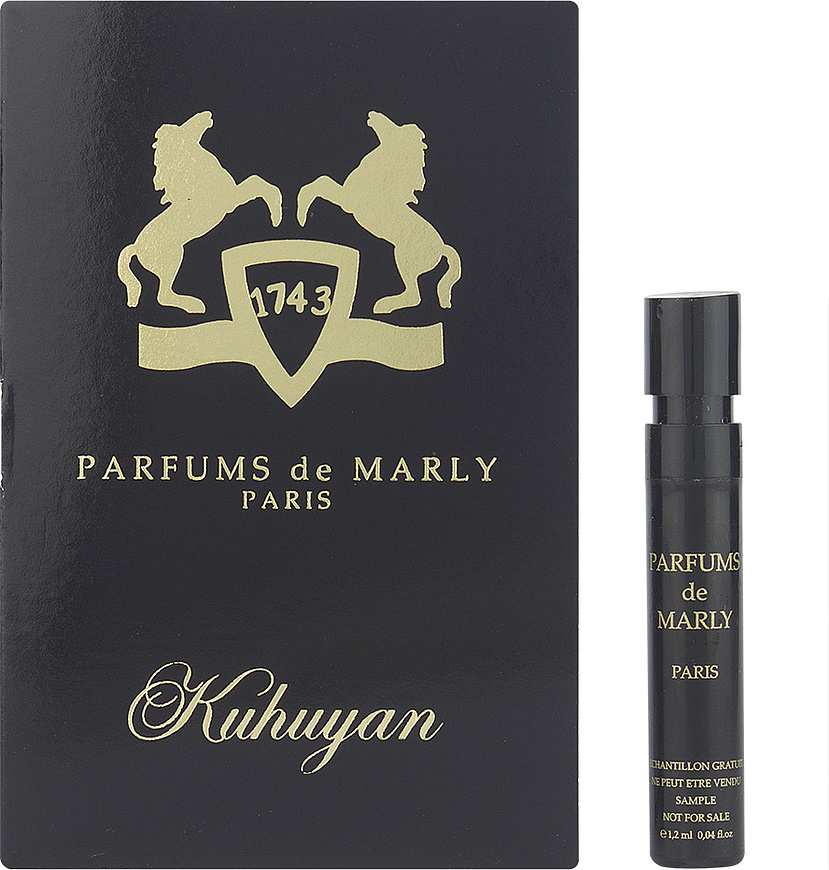 1743
PARFUMS de MARLY
PARIS
Kuhuyan
PARFUMS
de
MARLY
PARIS
ECHANTILLON GRATUIT
NE PEUT ETRE VENDU
SAMPLE
NOT FOR SALE
℮1,2 ml 0,04 fl.oz